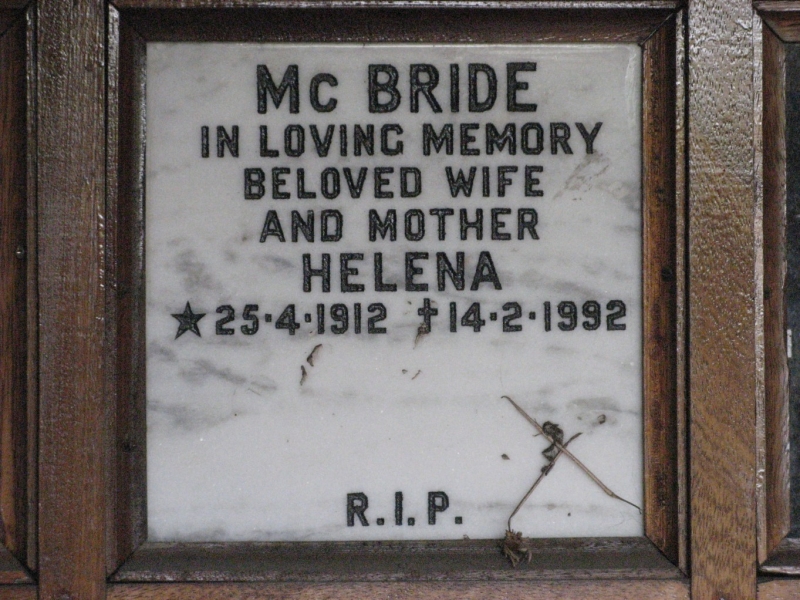 Mc BRIDE
IN LOVING MEMORY
BELOVED WIFE
AND MOTHER
HELENA
★25·4·1912 †14·2·1992
R.I.P.